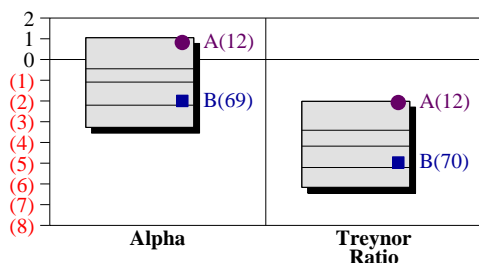 2
1
0
(1)
(2)
(3)
(4)
(5)
(6)
(7)
(8)
A(12)
B(69)
A(12)
B(70)
Alpha
Treynor
Ratio